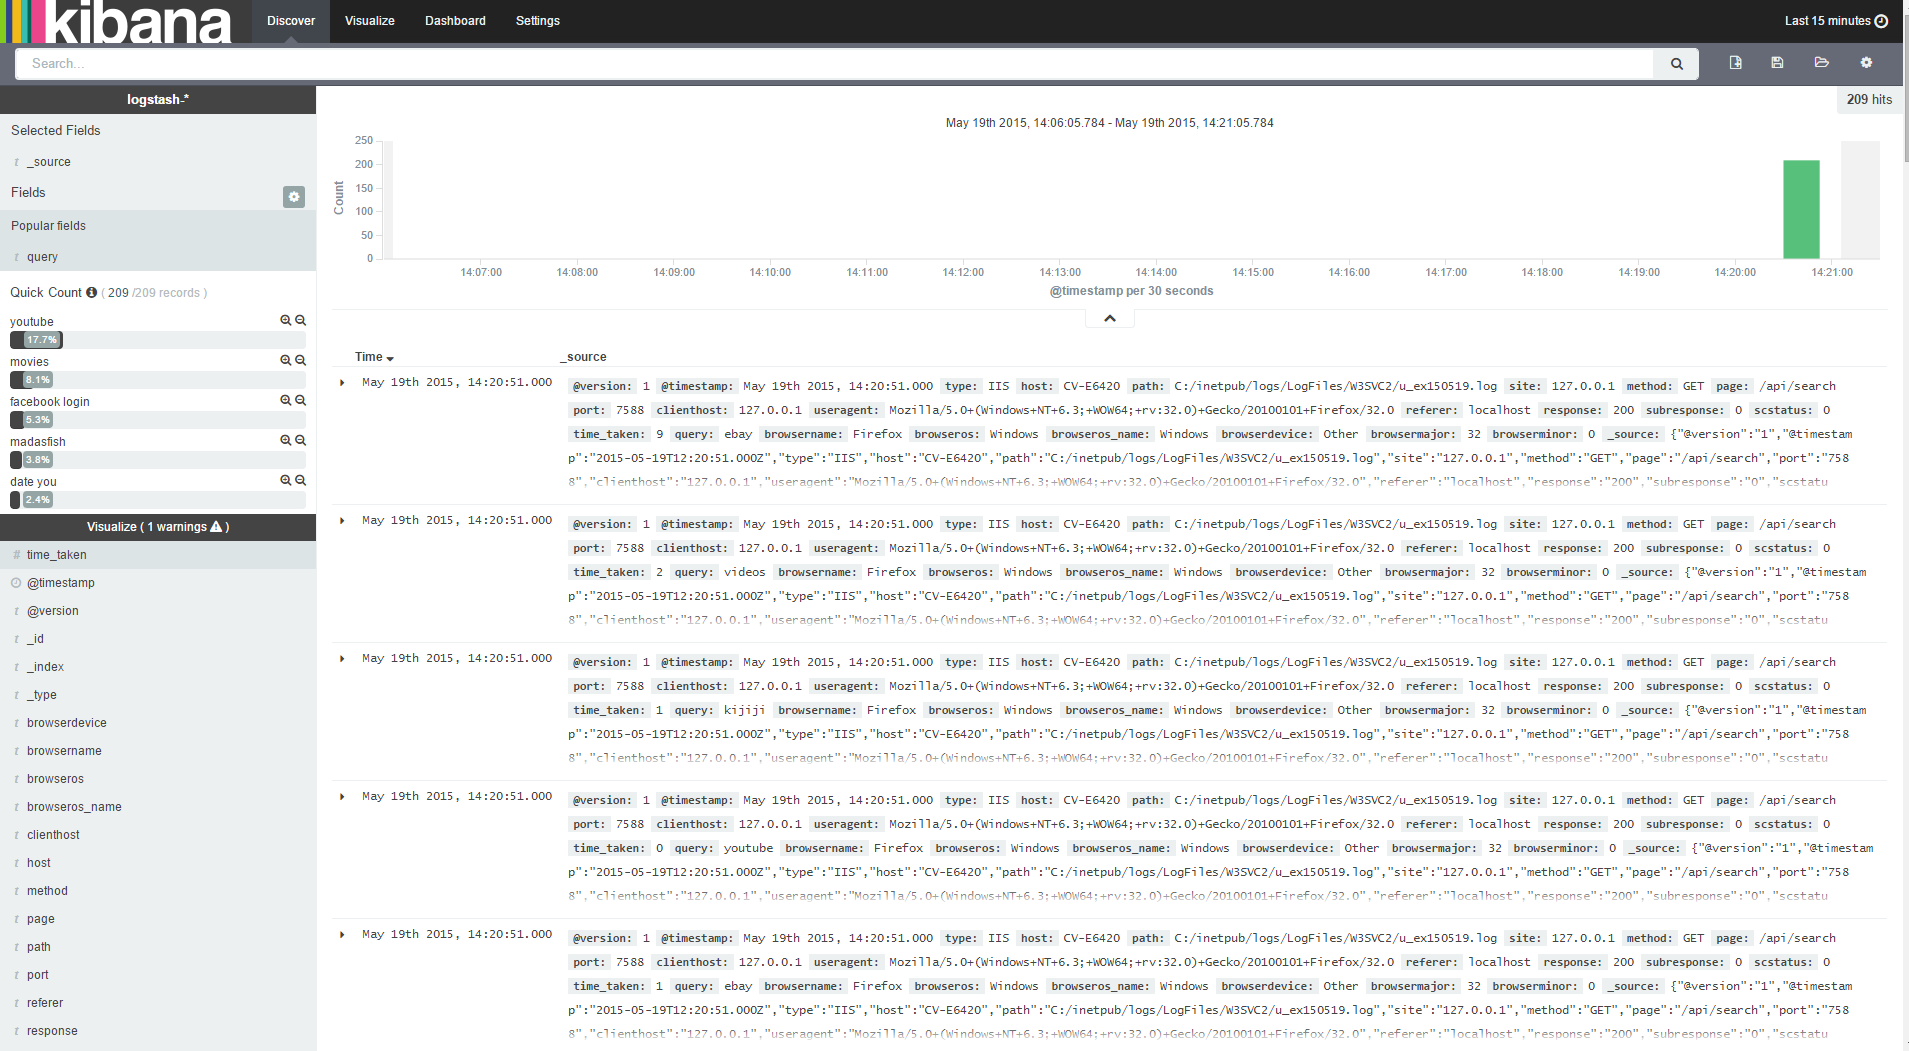 kibana
Discover Visualize Dashboard Settings Last 15 minutes
Search...
logstash-*
209 hits
Selected Fields
t _source
Fields
Popular fields
t query
Quick Count ( 209 /209 records )
youtube
17.7%
movies
8.1%
facebook login
5.3%
madasfish
3.8%
date you
2.4%
Visualize ( 1 warnings )
# time_taken
@timestamp
t @version
t _id
t _index
t _type
t browserdevice
t browsername
t browseros
t browseros_name
t clienthost
t host
t method
t page
t path
t port
t referer
t response
May 19th 2015, 14:06:05.784 - May 19th 2015, 14:21:05.784
Count
250
200
150
100
50
0
14:07:00 14:08:00 14:09:00 14:10:00 14:11:00 14:12:00 14:13:00 14:14:00 14:15:00 14:16:00 14:17:00 14:18:00 14:19:00 14:20:00 14:21:00
@timestamp per 30 seconds
Time _source
May 19th 2015, 14:20:51.000 @version: 1 @timestamp: May 19th 2015, 14:20:51.000 type: IIS host: CV-E6420 path: C:/inetpub/logs/LogFiles/W3SVC2/u_ex150519.log site: 127.0.0.1 method: GET page: /api/search
port: 7588 clienthost: 127.0.0.1 useragent: Mozilla/5.0+(Windows+NT+6.3;+WOW64;+rv:32.0)+Gecko/20100101+Firefox/32.0 referer: localhost response: 200 subresponse: 0 scstatus: 0
time_taken: 9 query: ebay browsername: Firefox browseros: Windows browseros_name: Windows browserdevice: Other browsermajor: 32 browserminor: 0 _source: {"@version":"1","@timestam
p":"2015-05-19T12:20:51.000Z","type":"IIS","host":"CV-E6420","path":"C:/inetpub/logs/LogFiles/W3SVC2/u_ex150519.log","site":"127.0.0.1","method":"GET","page":"/api/search","port":"758
8","clienthost":"127.0.0.1","useragent":"Mozilla/5.0+(Windows+NT+6.3;+WOW64;+rv:32.0)+Gecko/20100101+Firefox/32.0","referer":"localhost","response":"200","subresponse":"0","scstatu
May 19th 2015, 14:20:51.000 @version: 1 @timestamp: May 19th 2015, 14:20:51.000 type: IIS host: CV-E6420 path: C:/inetpub/logs/LogFiles/W3SVC2/u_ex150519.log site: 127.0.0.1 method: GET page: /api/search
port: 7588 clienthost: 127.0.0.1 useragent: Mozilla/5.0+(Windows+NT+6.3;+WOW64;+rv:32.0)+Gecko/20100101+Firefox/32.0 referer: localhost response: 200 subresponse: 0 scstatus: 0
time_taken: 2 query: videos browsername: Firefox browseros: Windows browseros_name: Windows browserdevice: Other browsermajor: 32 browserminor: 0 _source: {"@version":"1","@timestam
p":"2015-05-19T12:20:51.000Z","type":"IIS","host":"CV-E6420","path":"C:/inetpub/logs/LogFiles/W3SVC2/u_ex150519.log","site":"127.0.0.1","method":"GET","page":"/api/search","port":"758
8","clienthost":"127.0.0.1","useragent":"Mozilla/5.0+(Windows+NT+6.3;+WOW64;+rv:32.0)+Gecko/20100101+Firefox/32.0","referer":"localhost","response":"200","subresponse":"0","scstatu
May 19th 2015, 14:20:51.000 @version: 1 @timestamp: May 19th 2015, 14:20:51.000 type: IIS host: CV-E6420 path: C:/inetpub/logs/LogFiles/W3SVC2/u_ex150519.log site: 127.0.0.1 method: GET page: /api/search
port: 7588 clienthost: 127.0.0.1 useragent: Mozilla/5.0+(Windows+NT+6.3;+WOW64;+rv:32.0)+Gecko/20100101+Firefox/32.0 referer: localhost response: 200 subresponse: 0 scstatus: 0
time_taken: 1 query: kijiji browsername: Firefox browseros: Windows browseros_name: Windows browserdevice: Other browsermajor: 32 browserminor: 0 _source: {"@version":"1","@timestam
p":"2015-05-19T12:20:51.000Z","type":"IIS","host":"CV-E6420","path":"C:/inetpub/logs/LogFiles/W3SVC2/u_ex150519.log","site":"127.0.0.1","method":"GET","page":"/api/search","port":"758
8","clienthost":"127.0.0.1","useragent":"Mozilla/5.0+(Windows+NT+6.3;+WOW64;+rv:32.0)+Gecko/20100101+Firefox/32.0","referer":"localhost","response":"200","subresponse":"0","scstatu
May 19th 2015, 14:20:51.000 @version: 1 @timestamp: May 19th 2015, 14:20:51.000 type: IIS host: CV-E6420 path: C:/inetpub/logs/LogFiles/W3SVC2/u_ex150519.log site: 127.0.0.1 method: GET page: /api/search
port: 7588 clienthost: 127.0.0.1 useragent: Mozilla/5.0+(Windows+NT+6.3;+WOW64;+rv:32.0)+Gecko/20100101+Firefox/32.0 referer: localhost response: 200 subresponse: 0 scstatus: 0
time_taken: 0 query: youtube browsername: Firefox browseros: Windows browseros_name: Windows browserdevice: Other browsermajor: 32 browserminor: 0 _source: {"@version":"1","@timestam
p":"2015-05-19T12:20:51.000Z","type":"IIS","host":"CV-E6420","path":"C:/inetpub/logs/LogFiles/W3SVC2/u_ex150519.log","site":"127.0.0.1","method":"GET","page":"/api/search","port":"758
8","clienthost":"127.0.0.1","useragent":"Mozilla/5.0+(Windows+NT+6.3;+WOW64;+rv:32.0)+Gecko/20100101+Firefox/32.0","referer":"localhost","response":"200","subresponse":"0","scstatu
May 19th 2015, 14:20:51.000 @version: 1 @timestamp: May 19th 2015, 14:20:51.000 type: IIS host: CV-E6420 path: C:/inetpub/logs/LogFiles/W3SVC2/u_ex150519.log site: 127.0.0.1 method: GET page: /api/search
port: 7588 clienthost: 127.0.0.1 useragent: Mozilla/5.0+(Windows+NT+6.3;+WOW64;+rv:32.0)+Gecko/20100101+Firefox/32.0 referer: localhost response: 200 subresponse: 0 scstatus: 0
time_taken: 1 query: ebay browsername: Firefox browseros: Windows browseros_name: Windows browserdevice: Other browsermajor: 32 browserminor: 0 _source: {"@version":"1","@timestam
p":"2015-05-19T12:20:51.000Z","type":"IIS","host":"CV-E6420","path":"C:/inetpub/logs/LogFiles/W3SVC2/u_ex150519.log","site":"127.0.0.1","method":"GET","page":"/api/search","port":"758
8","clienthost":"127.0.0.1","useragent":"Mozilla/5.0+(Windows+NT+6.3;+WOW64;+rv:32.0)+Gecko/20100101+Firefox/32.0","referer":"localhost","response":"200","subresponse":"0","scstatu